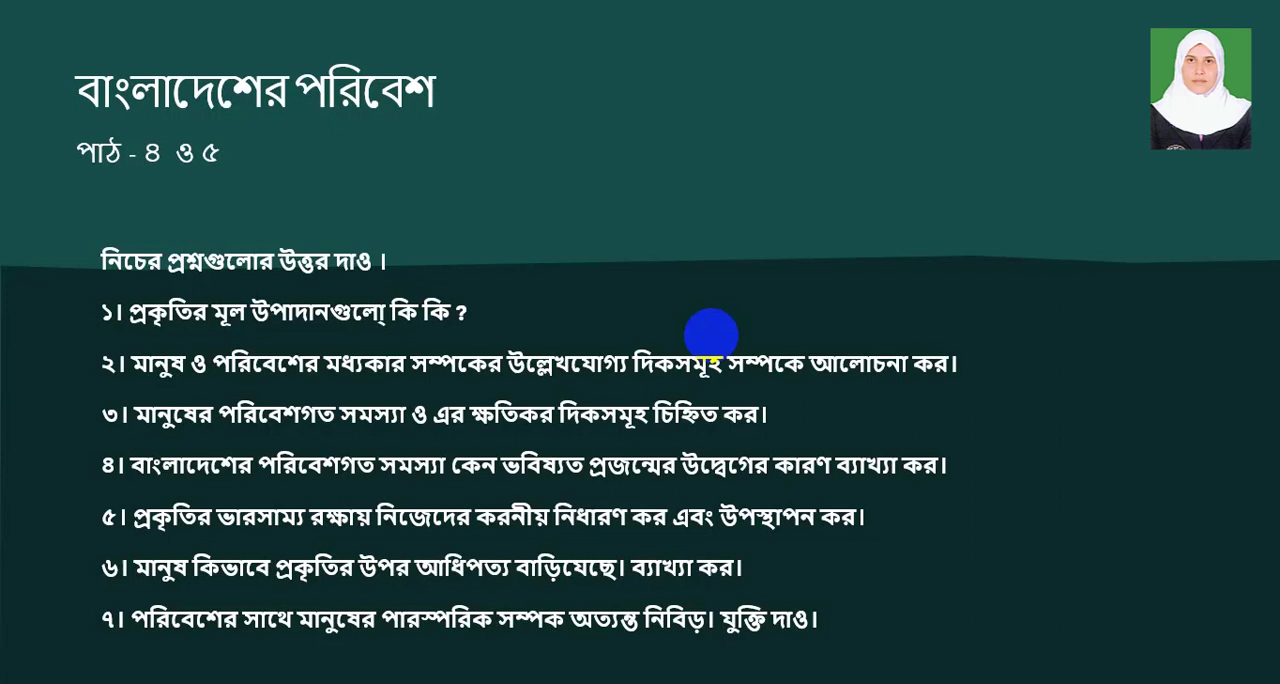 বাংলাদেশের পরিবেশ
পাঠ - ৪ ও ৫
নিচের প্রশ্নগুলোর উত্তর দাও ।
১। প্রকৃতির মূল উপাদানগুলো্ কি কি ?
২। মানুষ ও পরিবেশের মধ্যকার সম্পকের উল্লেখযোগ্য দিকসমূহ সম্পকে আলোচনা কর।
৩। মানুষের পরিবেশগত সমস্যা ও এর ক্ষতিকর দিকসমূহ চিহ্নিত কর।
৪। বাংলাদেশের পরিবেশগত সমস্যা কেন ভবিষ্যত প্রজন্মের উদ্বেগের কারণ ব্যাখ্যা কর।
৫। প্রকৃতির ভারসাম্য রক্ষায় নিজেদের করনীয় নিধারণ কর এবং উপস্থাপন কর।
৬। মানুষ কিভাবে প্রকৃতির উপর আধিপত্য বাড়িযেছে। ব্যাখ্যা কর।
৭। পরিবেশের সাথে মানুষের পারস্পরিক সম্পক অত্যন্ত নিবিড়। যুক্তি দাও।